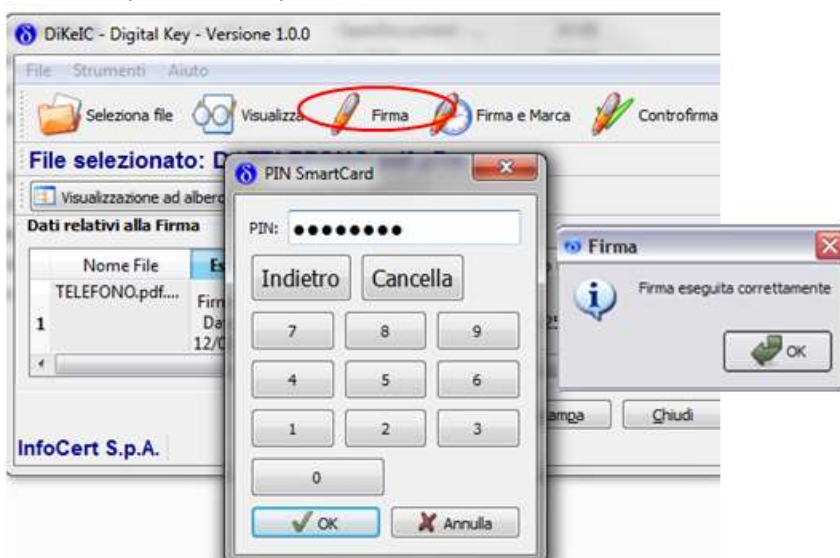 DiKeIC - Digital Key - Versione 1.0.0
File Strumenti Aiuto
Seleziona file Visualizza Firma Firma e Marca Controfirma
File selezionato: D
PIN SmartCard
Visualizzazione ad albero
Dati relativi alla Firma
PIN: ●●●●●●●●
Nome File Es
TELEFONO.pdf....
Firm
1 Da
12/0
Indietro Cancella
7 8 9
4 5 6
1 2 3
0
OK Annulla
Firma
Firma eseguita correttamente
OK
ampa Chiudi
InfoCert S.p.A.